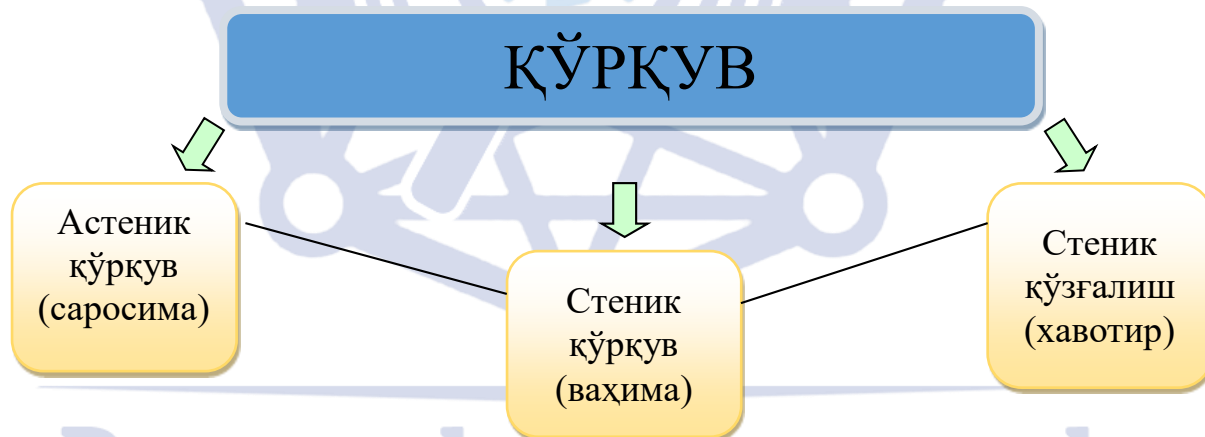 ҚЎРҚУВ
Астеник
қўрқув
(саросима)
Стеник
қўрқув
(ваҳима)
Стеник
қўзғалиш
(хавотир)